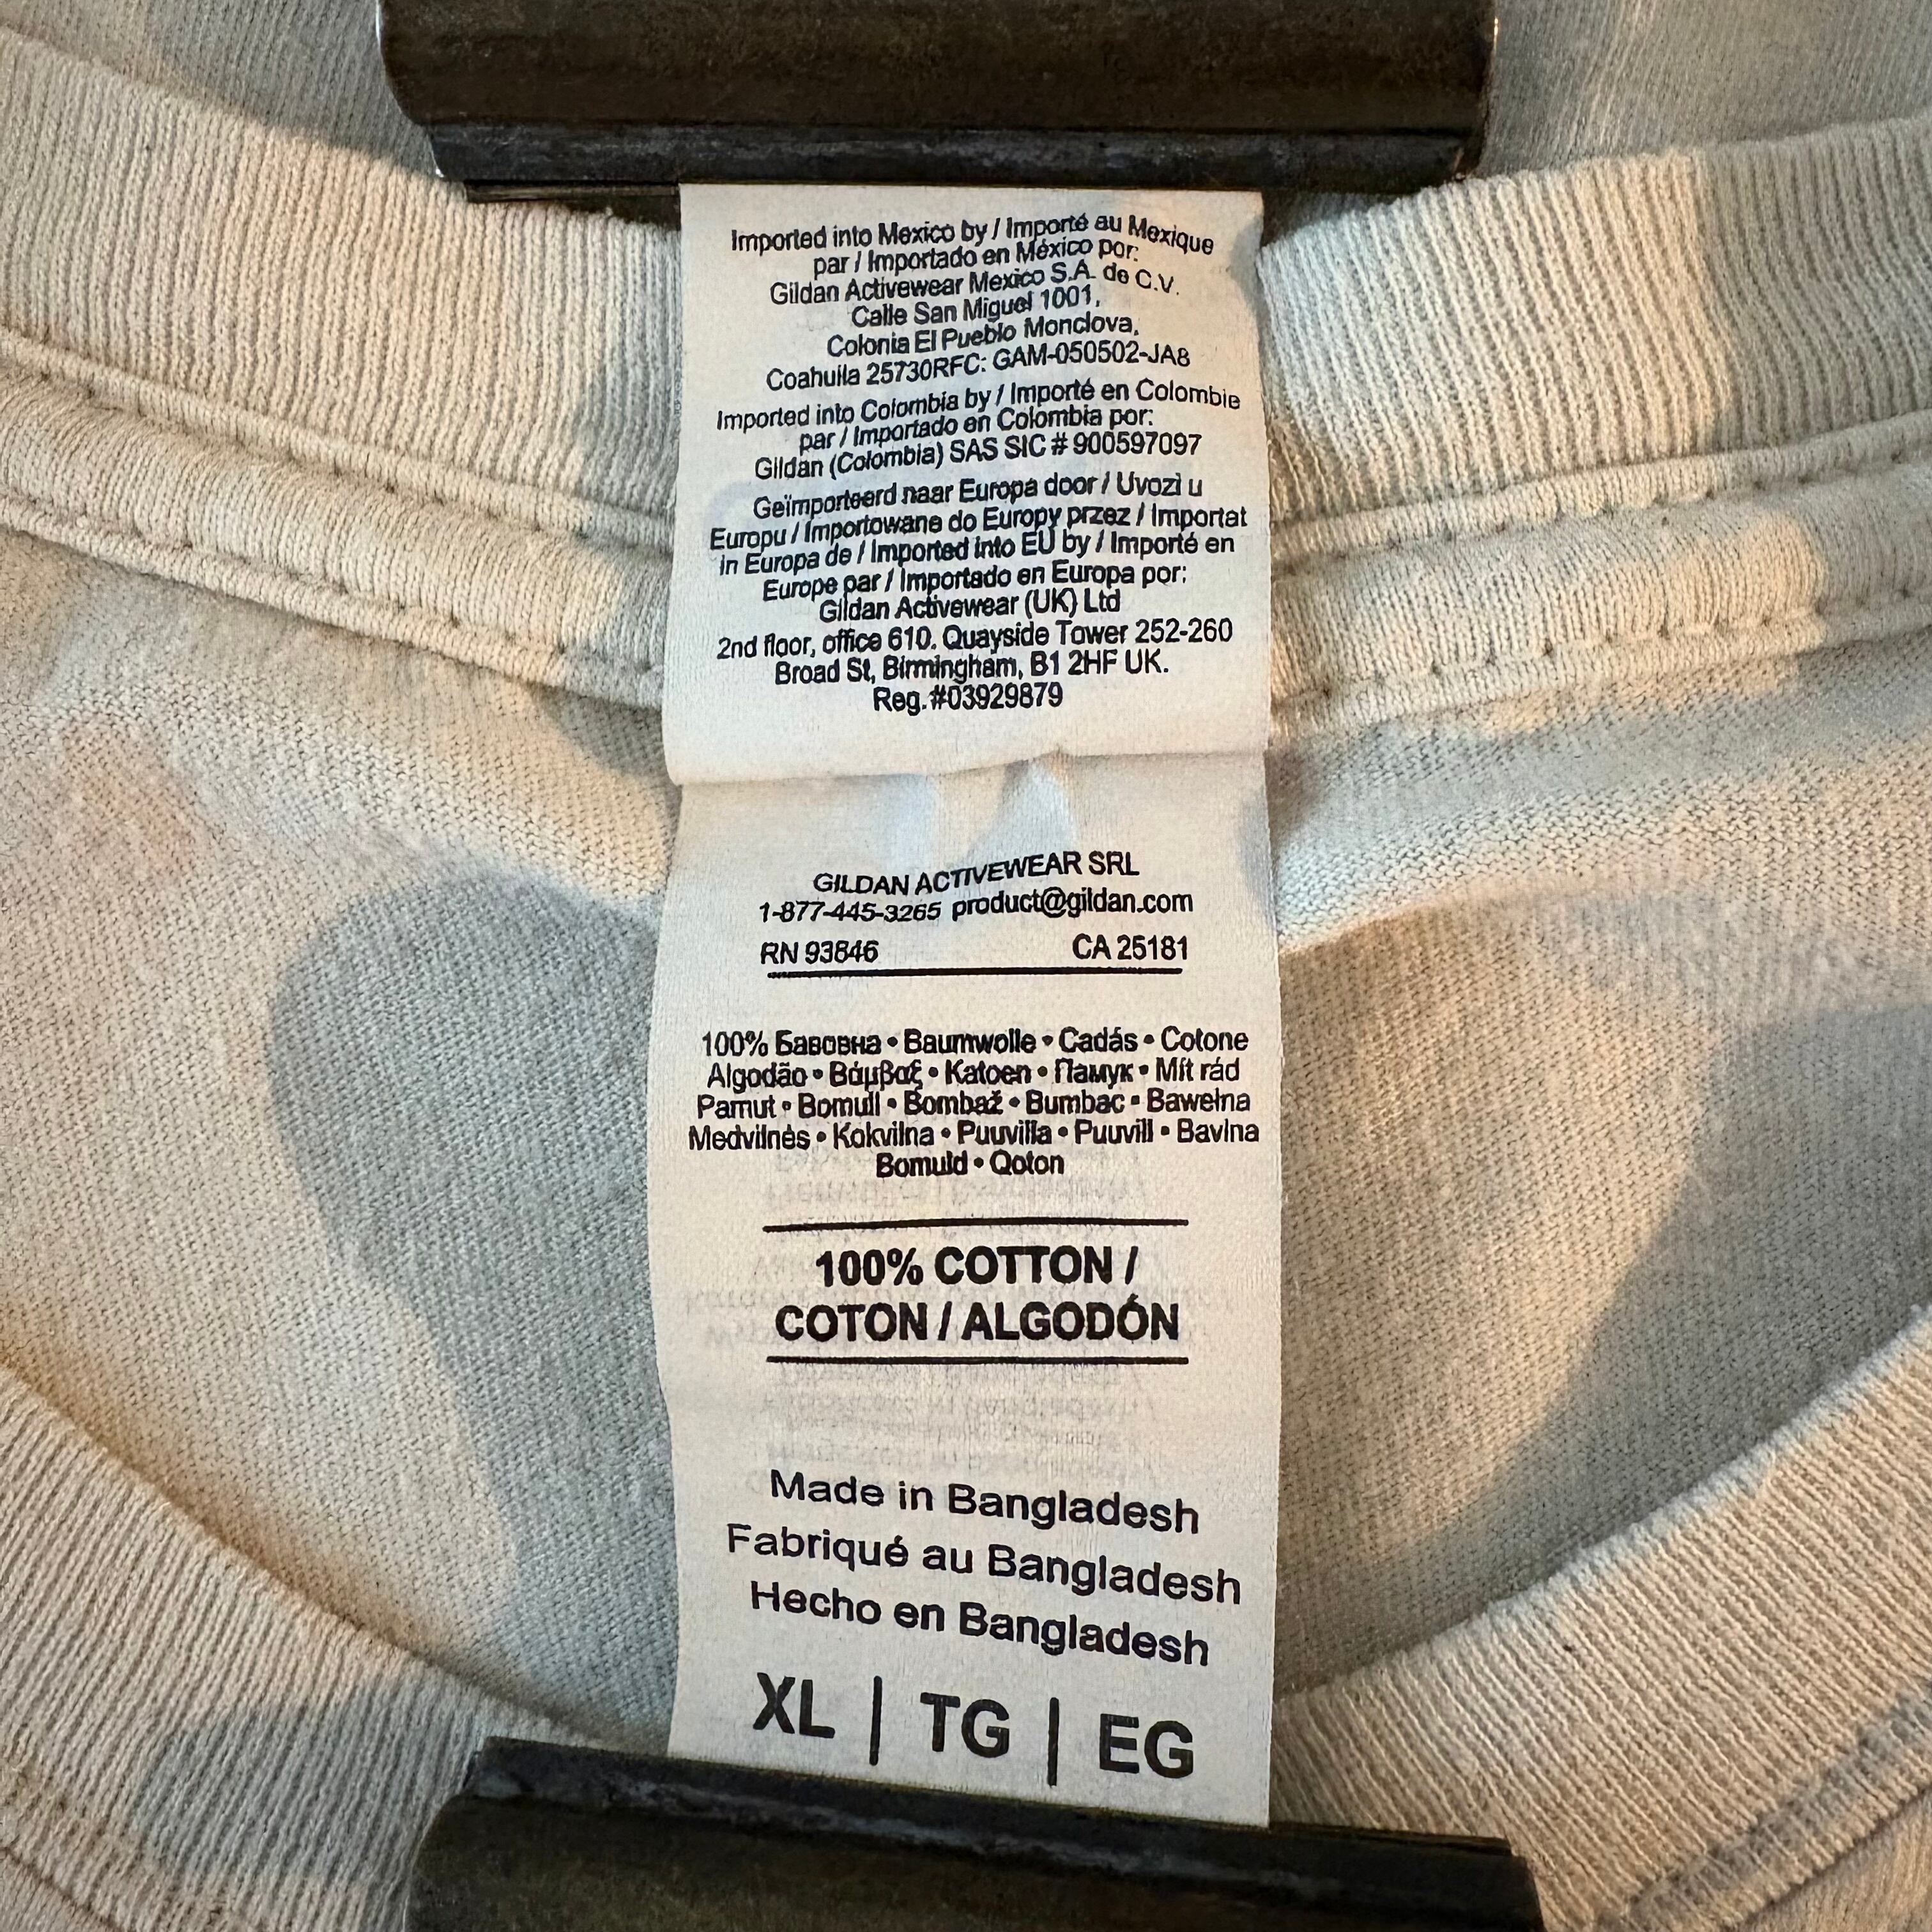 Imported into Mexico by / Importé au Mexique
par / Importado en México por:
Gildan Activewear Mexico S.A. de C.V.
Calle San Miguel 1001,
Colonia El Pueblo Monclova,
Coahuila 25730RFC: GAM-050502-JA8
Imported into Colombia by / Importé en Colombie
par / Importado en Colombia por:
Gildan (Colombia) SAS SIC # 900597097
Geïmporteerd naar Europa door / Uvozi u
Europu / Importowane do Europy przez / Importat
in Europa de / Imported into EU by / Importé en
Europe par / Importado en Europa por:
Gildan Activewear (UK) Ltd
2nd floor, office 610. Quayside Tower 252-260
Broad St, Birmingham, B1 2HF UK.
Reg.#03929879
GILDAN ACTIVEWEAR SRL
1-877-445-3265 product@gildan.com
RN 93846 CA 25181
100% Бавовна • Baumwolle • Cadás • Cotone
Algodão • Βάμβαξ • Katoen • Памук • Mít rád
Pamut • Bomull • Bombaž • Bumbac • Bawełna
Medvilnės • Kokvilna • Puuvilla • Puuvill • Bavlna
Bomuld • Qoton
100% COTTON /
COTON / ALGODÓN
Made in Bangladesh
Fabriqué au Bangladesh
Hecho en Bangladesh
XL | TG | EG